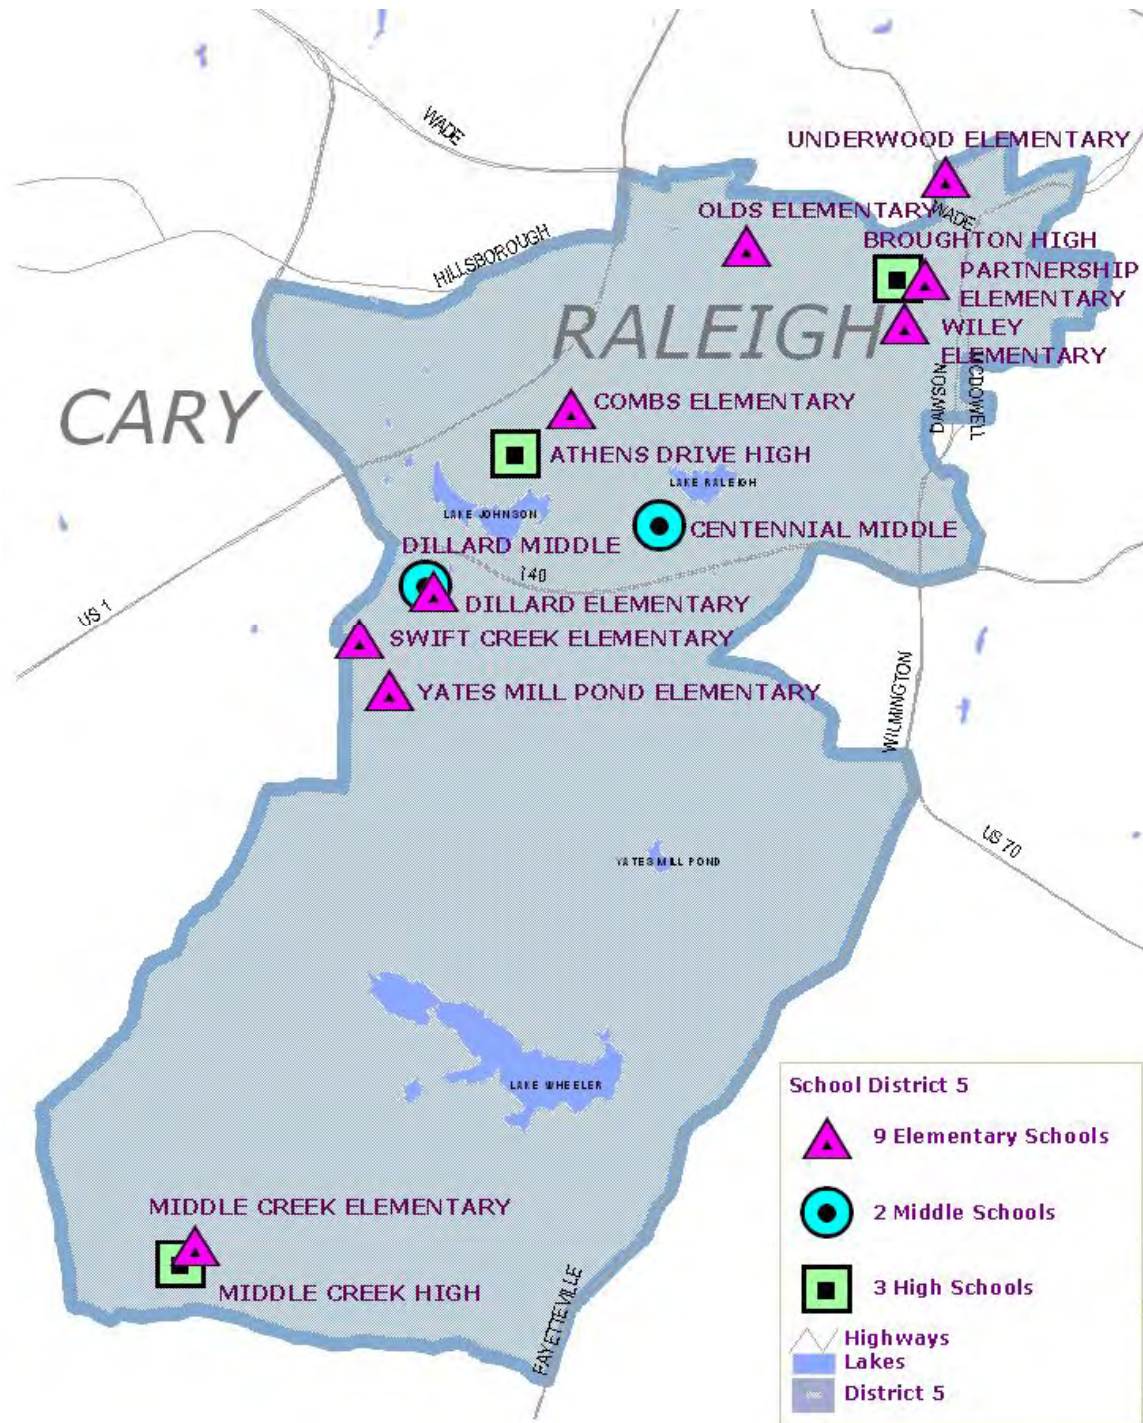 WADE
UNDERWOOD ELEMENTARY
OLDS ELEMENTARY
WADE
HILLSBOROUGH
BROUGHTON HIGH
PARTNERSHIP
ELEMENTARY
RALEIGH
WILEY
ELEMENTARY
CARY
DAWSON
MCDOWELL
COMBS ELEMENTARY
ATHENS DRIVE HIGH
LAKE RALEIGH
LAKE JOHNSON
CENTENNIAL MIDDLE
DILLARD MIDDLE
I40
DILLARD ELEMENTARY
US 1
SWIFT CREEK ELEMENTARY
YATES MILL POND ELEMENTARY
WILMINGTON
US 70
YATES MILL POND
LAKE WHEELER
MIDDLE CREEK ELEMENTARY
MIDDLE CREEK HIGH
FAYETTEVILLE
School District 5
9 Elementary Schools
2 Middle Schools
3 High Schools
Highways
Lakes
District 5